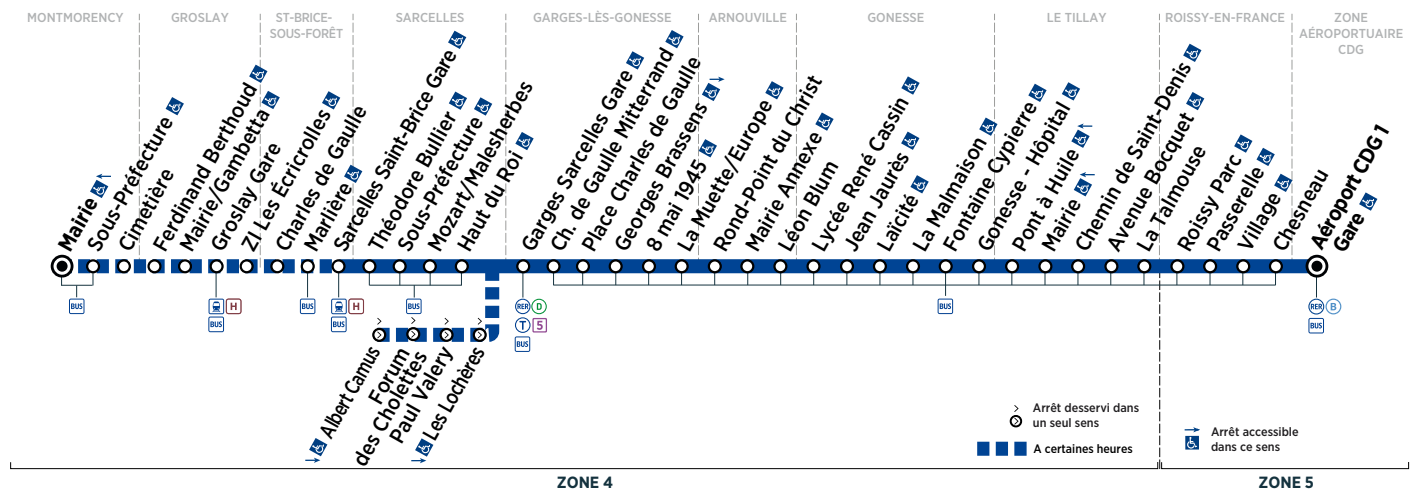 MONTMORENCY
GROSLAY
ST-BRICE-
SOUS-FORÊT
SARCELLES
GARGES-LÈS-GONESSE
ARNOUVILLE
GONESSE
LE TILLAY
ROISSY-EN-FRANCE
ZONE
AÉROPORTUAIRE
CDG
Mairie
Sous-Préfecture
Cimetière
Ferdinand Berthoud
Mairie/Gambetta
Groslay Gare
ZI Les Écricrolles
Charles de Gaulle
Marlière
Sarcelles Saint-Brice Gare
Théodore Bullier
Sous-Préfecture
Mozart/Malesherbes
Haut du Roi
Garges Sarcelles Gare
Ch. de Gaulle Mitterrand
Place Charles de Gaulle
Georges Brassens
8 mai 1945
La Muette/Europe
Rond-Point du Christ
Mairie Annexe
Léon Blum
Lycée René Cassin
Jean Jaurès
Laïcité
La Malmaison
Fontaine Cypierre
Gonesse - Hôpital
Pont à Huile
Mairie
Chemin de Saint-Denis
Avenue Bocquet
La Talmouse
Roissy Parc
Passerelle
Village
Chesneau
Aéroport CDG 1
Gare
BUS
H
BUS
BUS
H
BUS
BUS
RER D
T 5
BUS
BUS
RER B
BUS
Albert Camus
Forum
des Cholettes
Paul Valery
Les Lochères
Arrêt desservi dans
un seul sens
A certaines heures
Arrêt accessible
dans ce sens
ZONE 4
ZONE 5